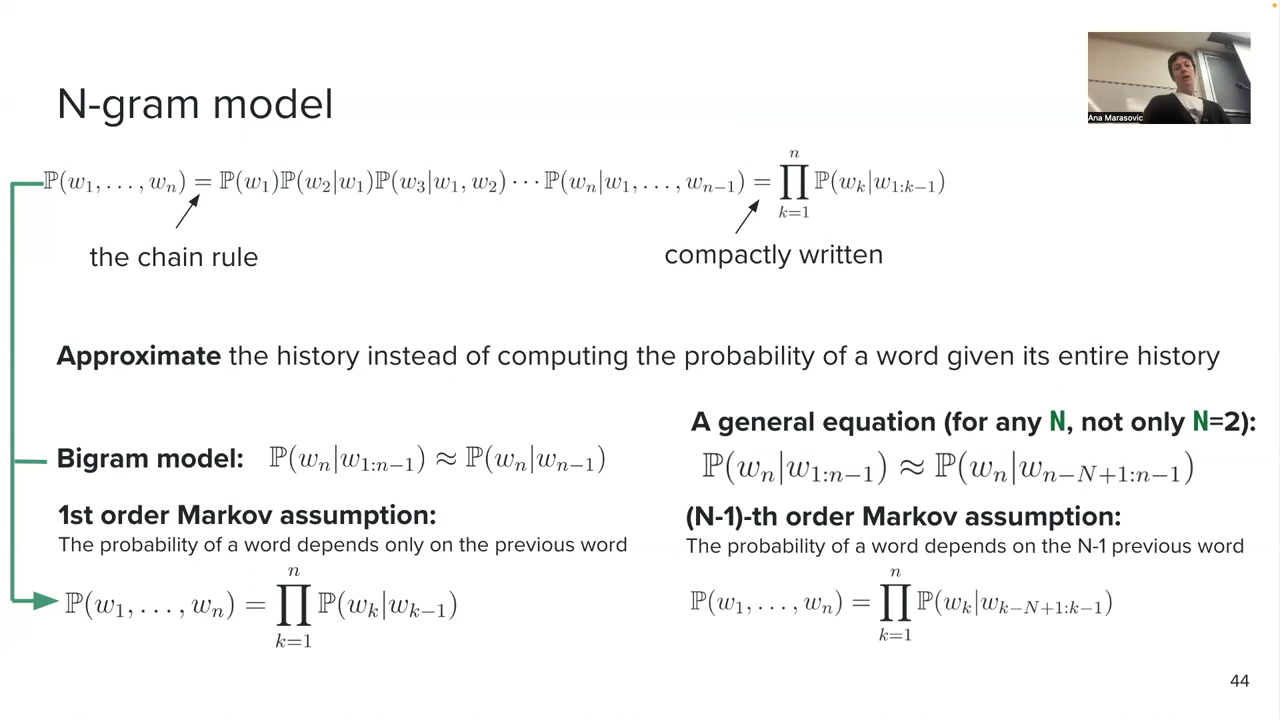 N-gram model
Ana Marasovic
ℙ(w₁, . . . , wₙ) = ℙ(w₁)ℙ(w₂|w₁)ℙ(w₃|w₁, w₂) · · · ℙ(wₙ|w₁, . . . , wₙ₋₁) = ∏_{k=1}^{n} ℙ(w_k|w_{1:k−1})
the chain rule
compactly written
Approximate the history instead of computing the probability of a word given its entire history
Bigram model: ℙ(wₙ|w_{1:n−1}) ≈ ℙ(wₙ|wₙ₋₁)
1st order Markov assumption:
The probability of a word depends only on the previous word
ℙ(w₁, . . . , wₙ) = ∏_{k=1}^{n} ℙ(w_k|w_{k−1})
A general equation (for any N, not only N=2):
ℙ(wₙ|w_{1:n−1}) ≈ ℙ(wₙ|w_{n−N+1:n−1})
(N-1)-th order Markov assumption:
The probability of a word depends on the N-1 previous word
ℙ(w₁, . . . , wₙ) = ∏_{k=1}^{n} ℙ(w_k|w_{k−N+1:k−1})
44